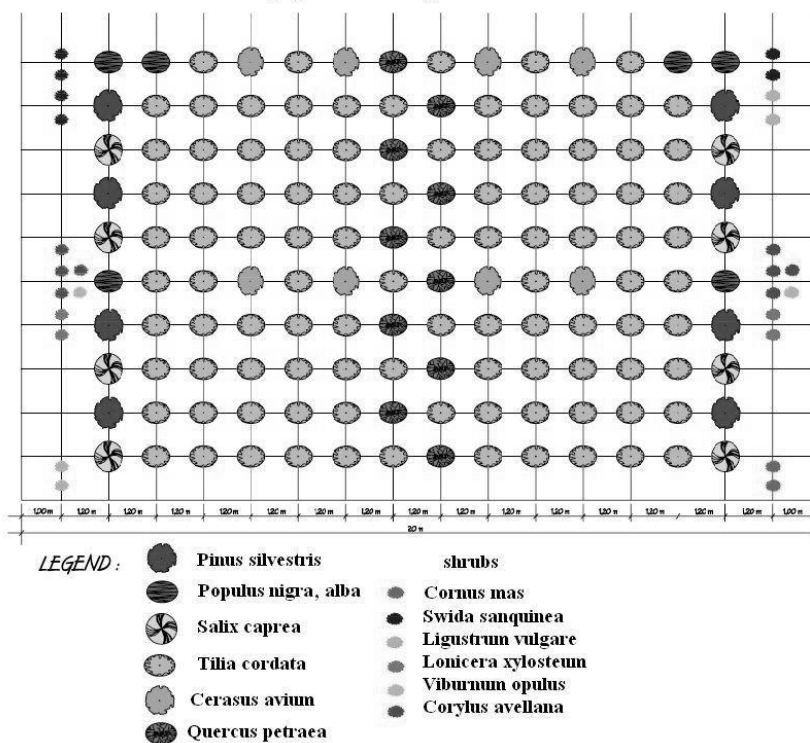 1,00 m 1,20 m 1,20 m 1,20 m 1,20 m 1,20 m 1,20 m 1,20 m 1,20 m 1,20 m 1,20 m 1,20 m 1,20 m 1,20 m 1,20 m 1,20 m 1,00 m
20 m
LEGEND :
Pinus silvestris
Populus nigra, alba
Salix caprea
Tilia cordata
Cerasus avium
Quercus petraea
shrubs
Cornus mas
Swida sanquinea
Ligustrum vulgare
Lonicera xylosteum
Viburnum opulus
Corylus avellana